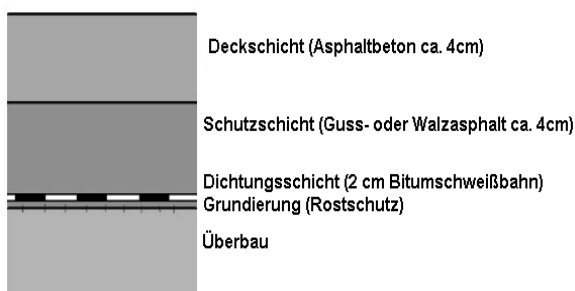 Deckschicht (Asphaltbeton ca. 4cm)
Schutzschicht (Guss- oder Walzasphalt ca. 4cm)
Dichtungsschicht (2 cm Bitumschweißbahn)
Grundierung (Rostschutz)
Überbau